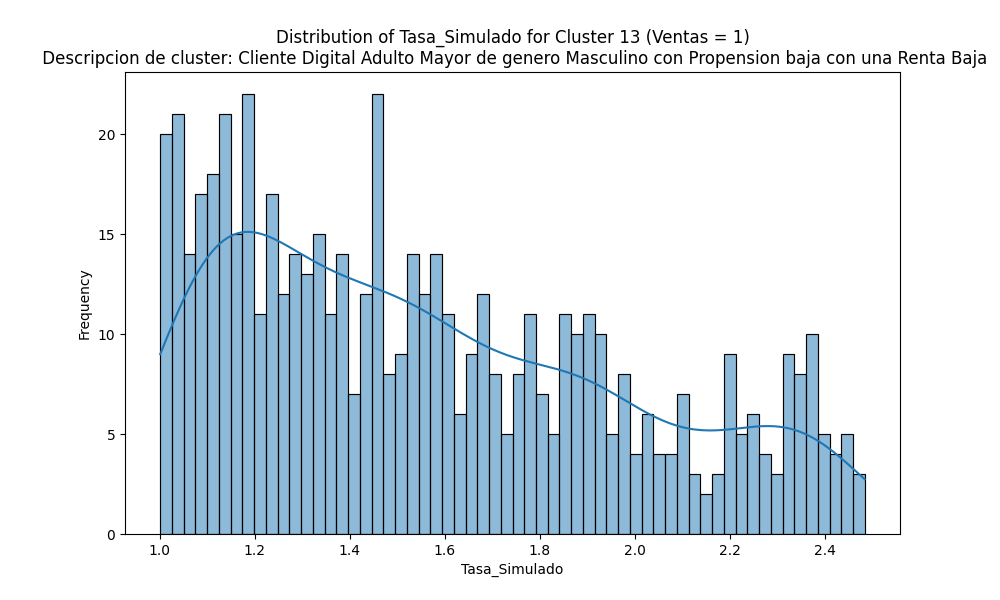 Distribution of Tasa_Simulado for Cluster 13 (Ventas = 1)
Descripcion de cluster: Cliente Digital Adulto Mayor de genero Masculino con Propension baja con una Renta Baja
20
15
10
5
0
Frequency
1.0 1.2 1.4 1.6 1.8 2.0 2.2 2.4
Tasa_Simulado